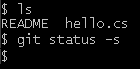 $ ls
README  hello.cs
$ git status -s
$